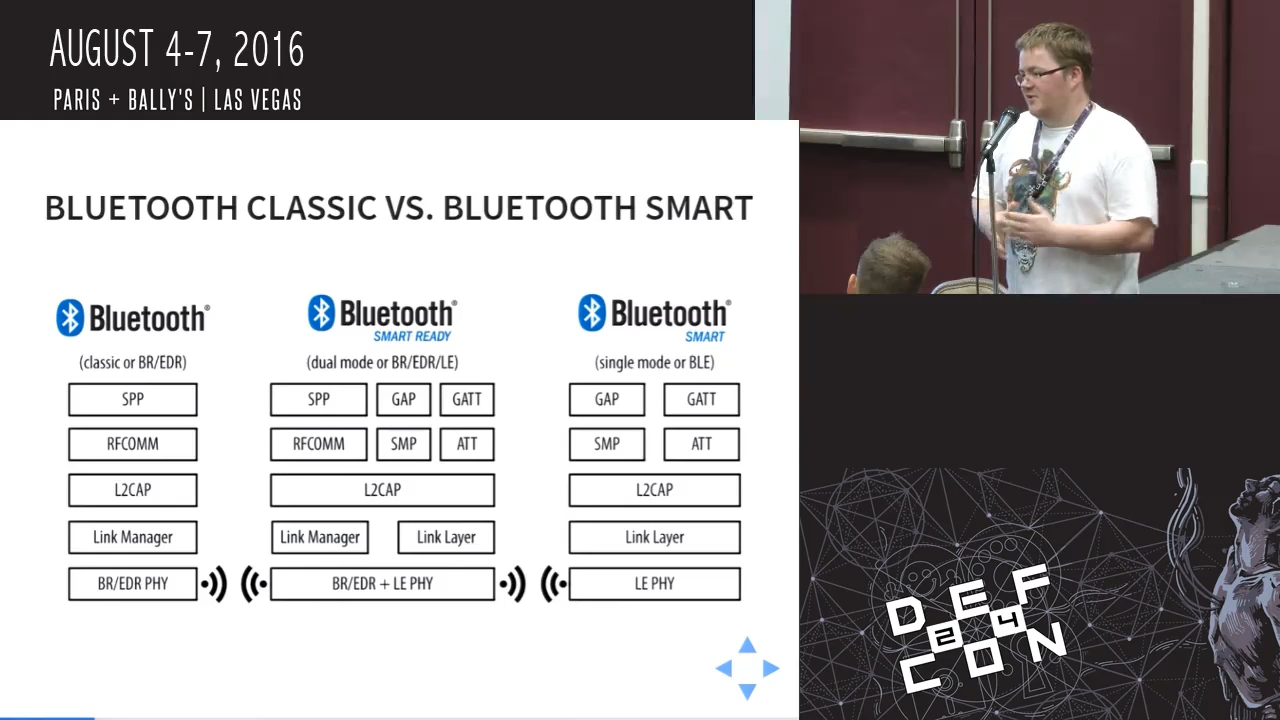 AUGUST 4-7, 2016
PARIS + BALLY'S | LAS VEGAS
BLUETOOTH CLASSIC VS. BLUETOOTH SMART
Bluetooth® Bluetooth® Bluetooth®
SMART READY SMART
(classic or BR/EDR) (dual mode or BR/EDR/LE) (single mode or BLE)
SPP SPP GAP GATT GAP GATT
RFCOMM RFCOMM SMP ATT SMP ATT
L2CAP L2CAP L2CAP
Link Manager Link Manager Link Layer Link Layer
BR/EDR PHY BR/EDR + LE PHY LE PHY
DEF
24
CON